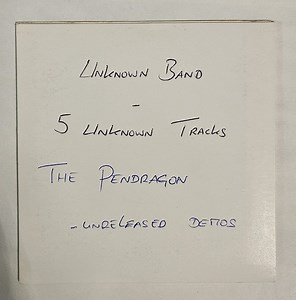 Unknown Band
-
5 Unknown Tracks
The Pendragon
- unreleased demos